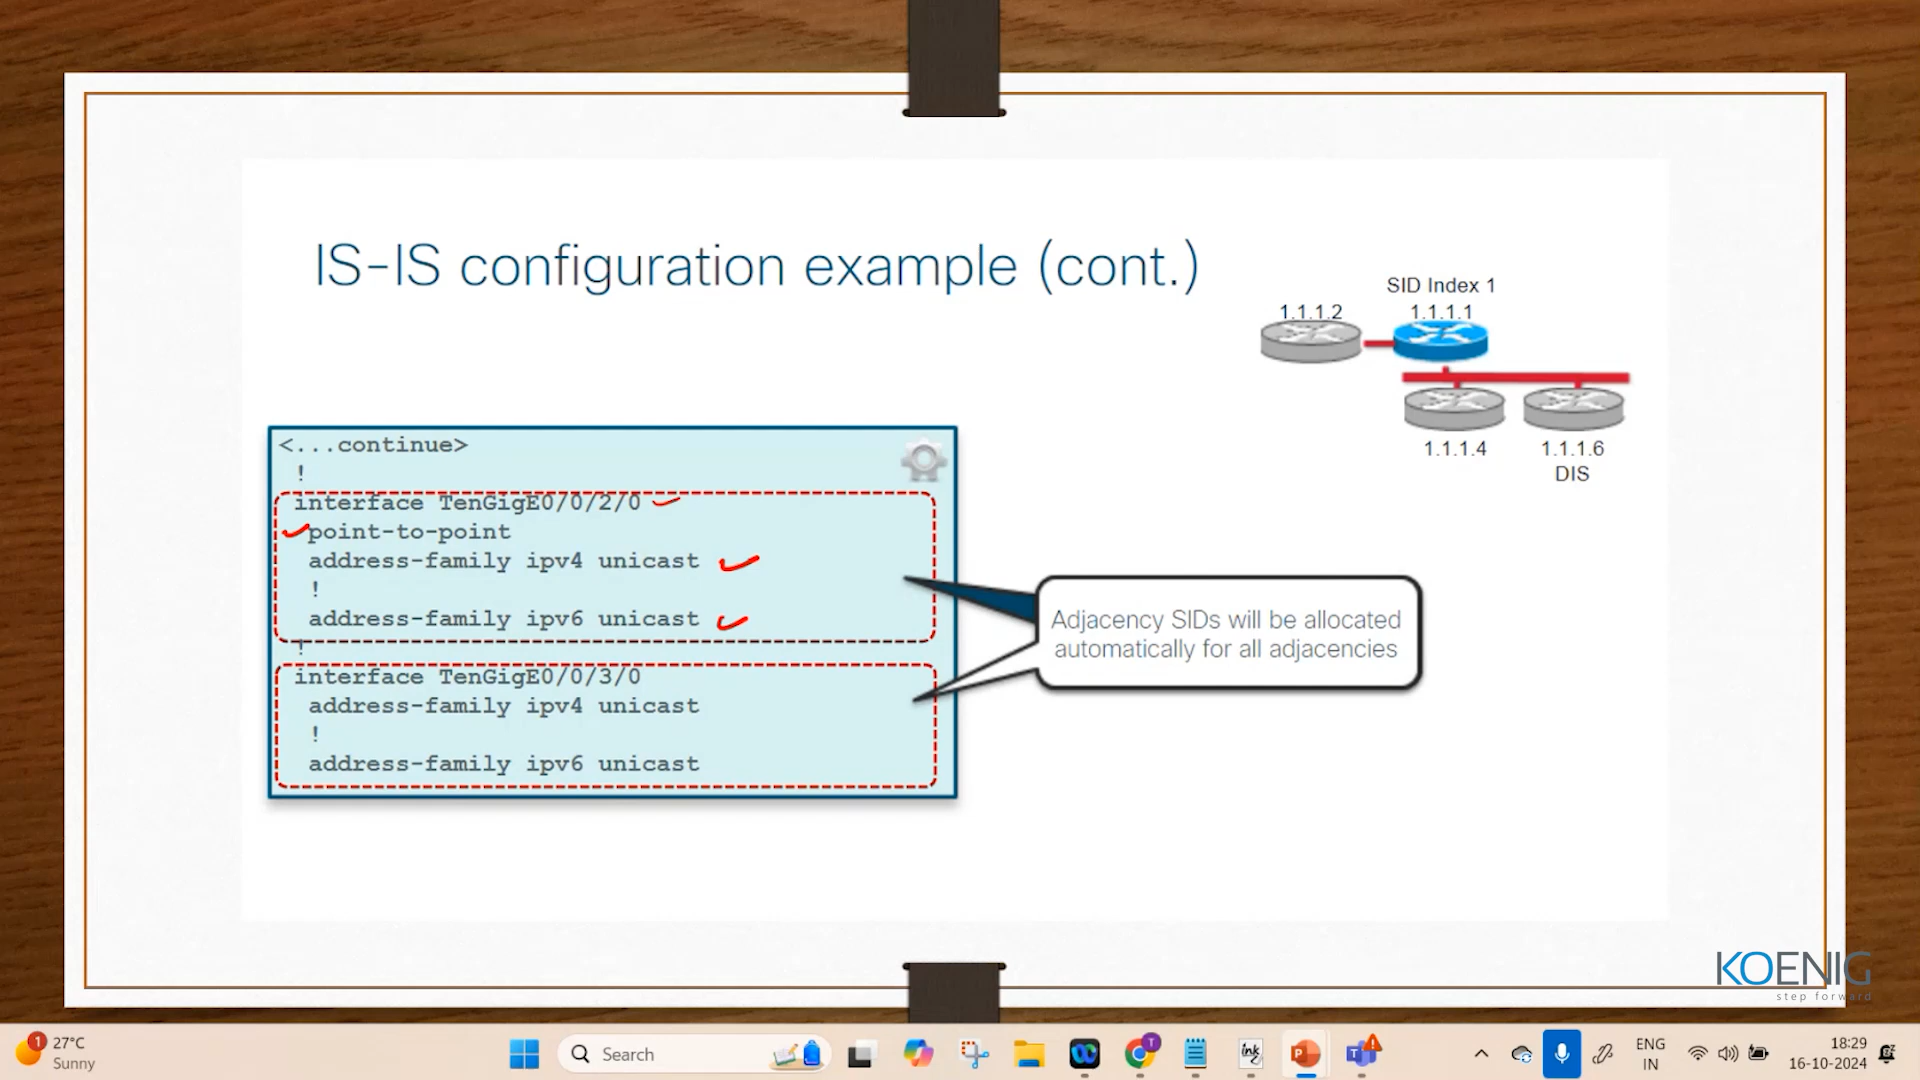 IS-IS configuration example (cont.)
SID Index 1
1.1.1.2
1.1.1.1
1.1.1.4
1.1.1.6
DIS
<...continue>
!
interface TenGigE0/0/2/0
point-to-point
address-family ipv4 unicast
!
address-family ipv6 unicast
!
interface TenGigE0/0/3/0
address-family ipv4 unicast
!
address-family ipv6 unicast
Adjacency SIDs will be allocated
automatically for all adjacencies
KOENIG
step forward
1
27°C
Sunny
Search
T
ink
P
T
ENG
IN
18:29
16-10-2024